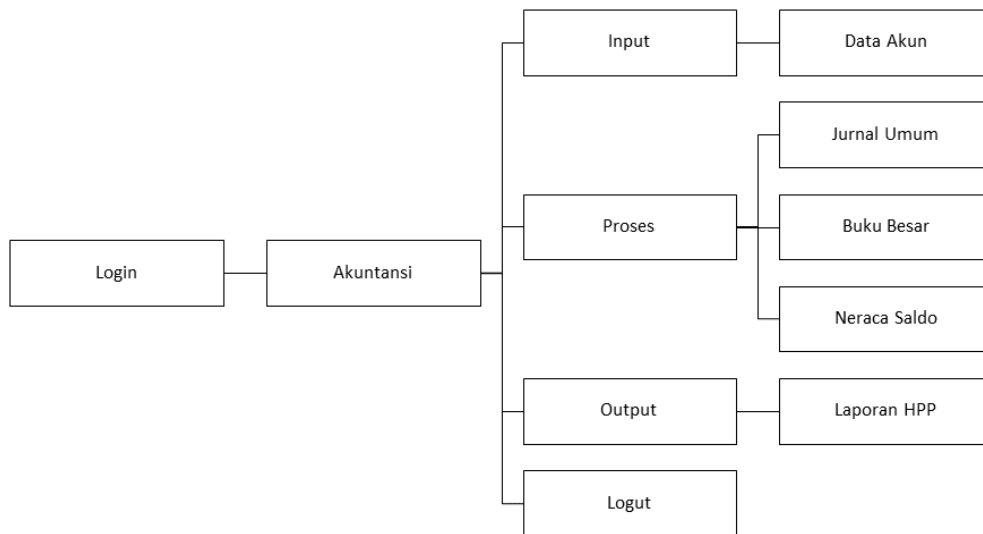 Input
Data Akun
Jurnal Umum
Proses
Buku Besar
Login
Akuntansi
Neraca Saldo
Output
Laporan HPP
Logut